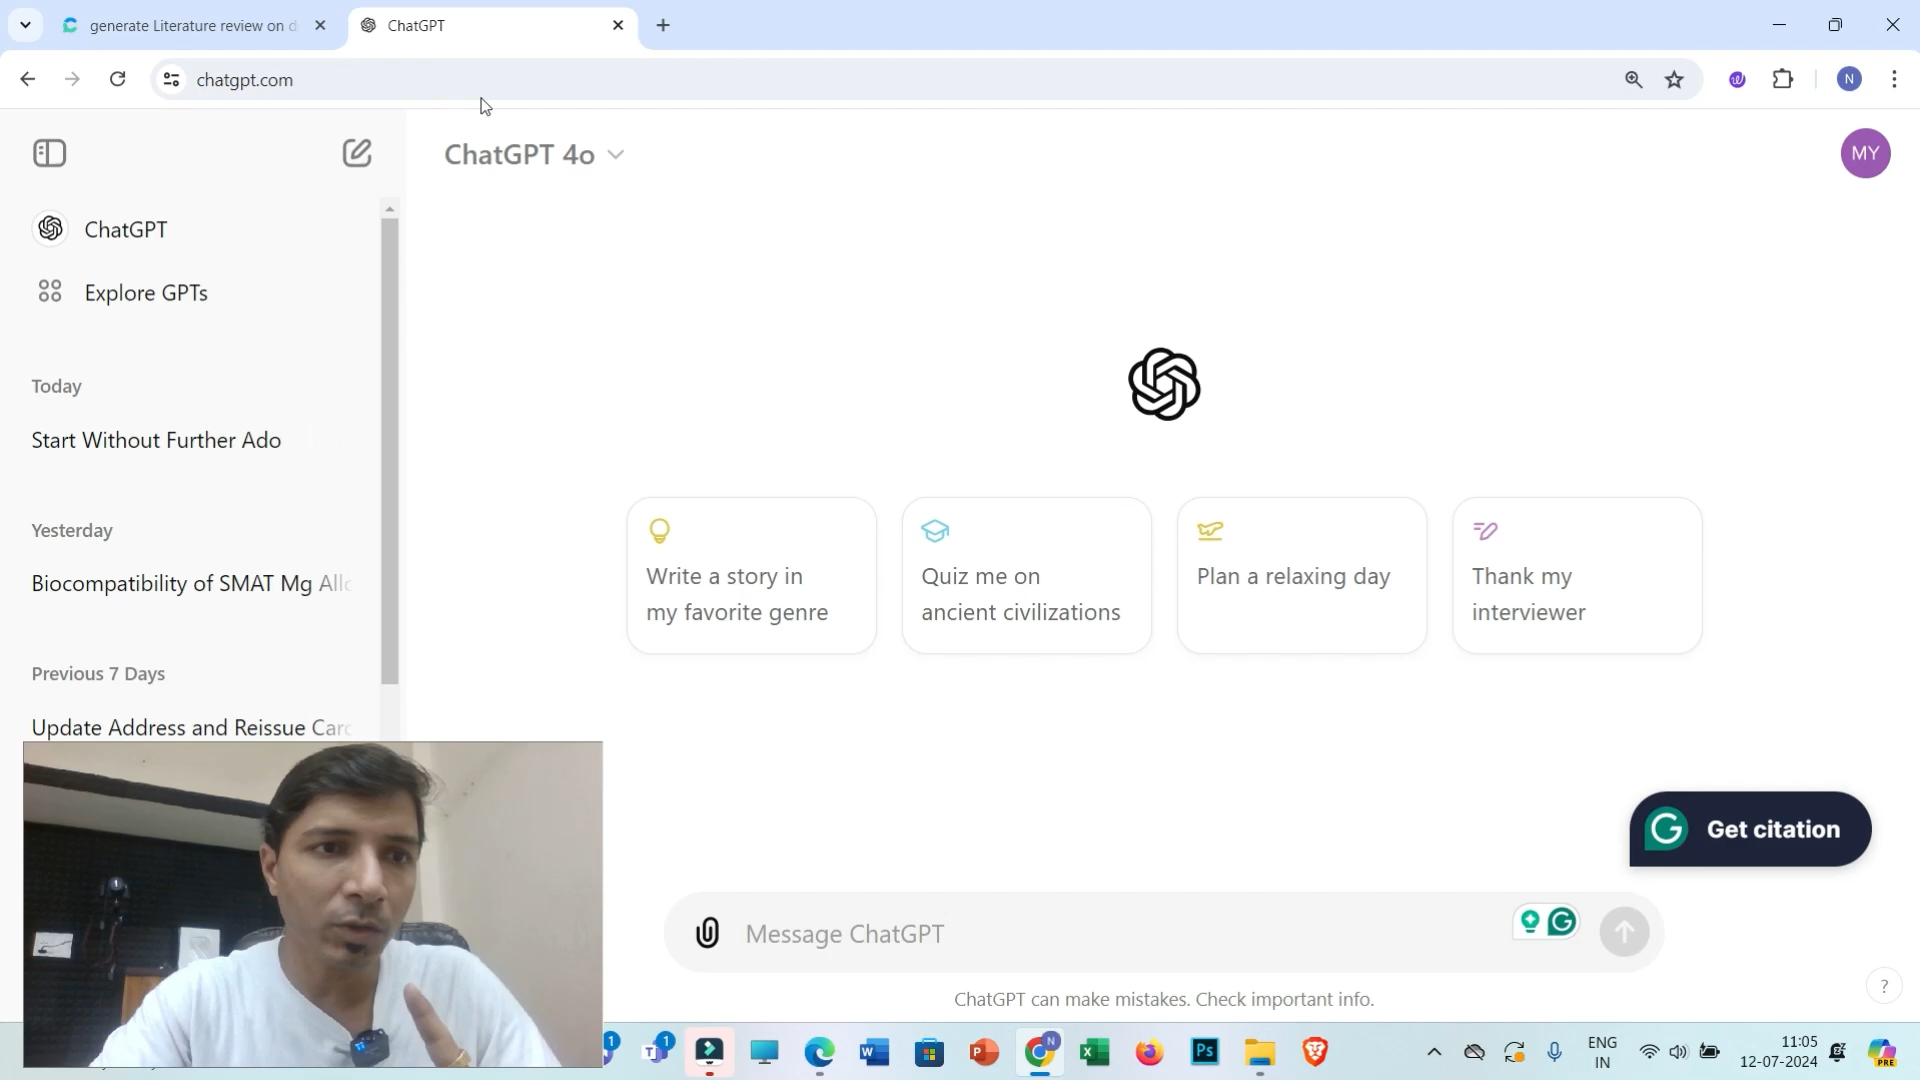 generate Literature review on d
ChatGPT
chatgpt.com
N
ChatGPT 4o
MY
ChatGPT
Explore GPTs
Today
Start Without Further Ado
Yesterday
Biocompatibility of SMAT Mg Allo
Previous 7 Days
Update Address and Reissue Card
Write a story in
my favorite genre
Quiz me on
ancient civilizations
Plan a relaxing day
Thank my
interviewer
Get citation
Message ChatGPT
ChatGPT can make mistakes. Check important info.
?
ENG
IN
11:05
12-07-2024